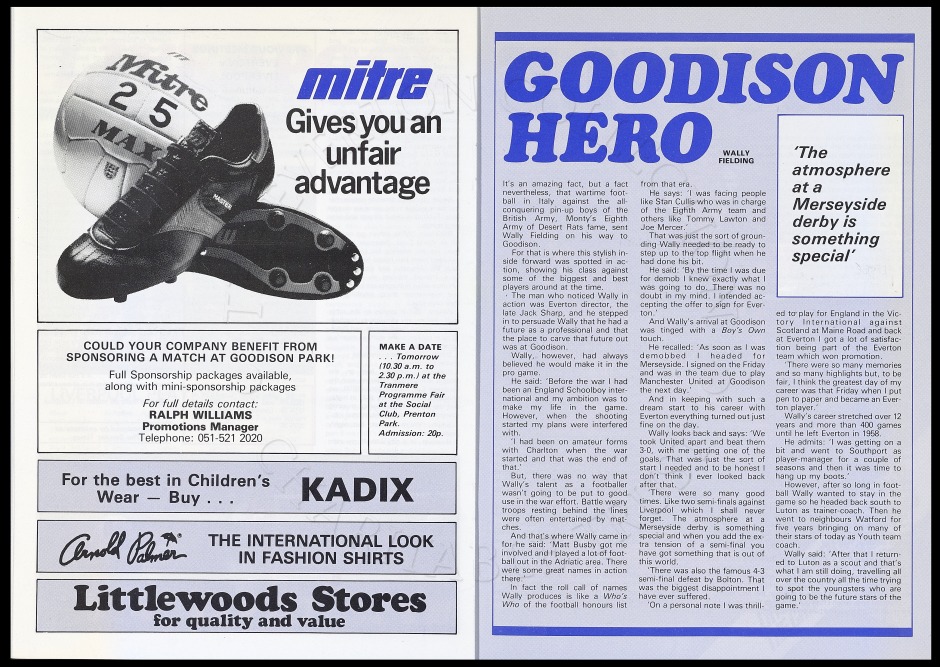 Mitre
25
MAX
MASTER
mitre
Gives you an
unfair
advantage
COULD YOUR COMPANY BENEFIT FROM
SPONSORING A MATCH AT GOODISON PARK!
Full Sponsorship packages available,
along with mini-sponsorship packages
For full details contact:
RALPH WILLIAMS
Promotions Manager
Telephone: 051-521 2020
MAKE A DATE
. . . Tomorrow
(10.30 a.m. to
2.30 p.m.) at the
Tranmere
Programme Fair
at the Social
Club, Prenton
Park.
Admission: 20p.
For the best in Children's
Wear — Buy . . .
KADIX
Arnold Palmer
THE INTERNATIONAL LOOK
IN FASHION SHIRTS
Littlewoods Stores
for quality and value
GOODISON
HERO
WALLY
FIELDING
'The
atmosphere
at a
Merseyside
derby is
something
special'
It's an amazing fact, but a fact
nevertheless, that wartime foot-
ball in Italy against the all-
conquering pin-up boys of the
British Army, Monty's Eighth
Army of Desert Rats fame, sent
Wally Fielding on his way to
Goodison.
For that is where this stylish in-
side forward was spotted in ac-
tion, showing his class against
some of the biggest and best
players around at the time.
The man who noticed Wally in
action was Everton director, the
late Jack Sharp, and he stepped
in to persuade Wally that he had a
future as a professional and that
the place to carve that future out
was at Goodison.
Wally, however, had always
believed he would make it in the
pro game.
He said: 'Before the war I had
been an England Schoolboy inter-
national and my ambition was to
make my life in the game.
However, when the shooting
started my plans were interfered
with.
'I had been on amateur forms
with Charlton when the war
started and that was the end of
that.'
But, there was no way that
Wally's talent as a footballer
wasn't going to be put to good
use in the war effort. Battle weary
troops resting behind the lines
were often entertained by mat-
ches.
And that's where Wally came in
for he said: 'Matt Busby got me
involved and I played a lot of foot-
ball out in the Adriatic area. There
were some great names in action
there.'
In fact the roll call of names
Wally produces is like a Who's
Who of the football honours list
from that era.
He says: 'I was facing people
like Stan Cullis who was in charge
of the Eighth Army team and
others like Tommy Lawton and
Joe Mercer.'
That was just the sort of groun-
ding Wally needed to be ready to
step up to the top flight when he
had done his bit.
He said: 'By the time I was due
for demob I knew exactly what I
was going to do. There was no
doubt in my mind. I intended ac-
cepting the offer to sign for Ever-
ton.'
And Wally's arrival at Goodison
was tinged with a Boy's Own
touch.
He recalled: 'As soon as I was
demobbed I headed for
Merseyside. I signed on the Friday
and was in the team due to play
Manchester United at Goodison
the next day.'
And in keeping with such a
dream start to his career with
Everton everything turned out just
fine on the day.
Wally looks back and says: 'We
took United apart and beat them
3-0, with me getting one of the
goals. That was just the sort of
start I needed and to be honest I
don't think I ever looked back
after that.
'There were so many good
times. Like two semi-finals against
Liverpool which I shall never
forget. The atmosphere at a
Merseyside derby is something
special and when you add the ex-
tra tension of a semi-final you
have got something that is out of
this world.
'There was also the famous 4-3
semi-final defeat by Bolton. That
was the biggest disappointment I
have ever suffered.
'On a personal note I was thrill-
ed to play for England in the Vic-
tory International against
Scotland at Maine Road and back
at Everton I got a lot of satisfac-
tion being part of the Everton
team which won promotion.
'There were so many memories
and so many highlights but, to be
fair, I think the greatest day of my
career was that Friday when I put
pen to paper and became an Ever-
ton player.'
Wally's career stretched over 12
years and more than 400 games
until he left Everton in 1958.
He admits: 'I was getting on a
bit and went to Southport as
player-manager for a couple of
seasons and then it was time to
hang up my boots.'
However, after so long in foot-
ball Wally wanted to stay in the
game so he headed back south to
Luton as trainer-coach. Then he
went to neighbours Watford for
five years bringing on many of
their stars of today as Youth team
coach.
Wally said: 'After that I return-
ed to Luton as a scout and that's
what I am still doing, travelling all
over the country all the time trying
to spot the youngsters who are
going to be the future stars of the
game.'